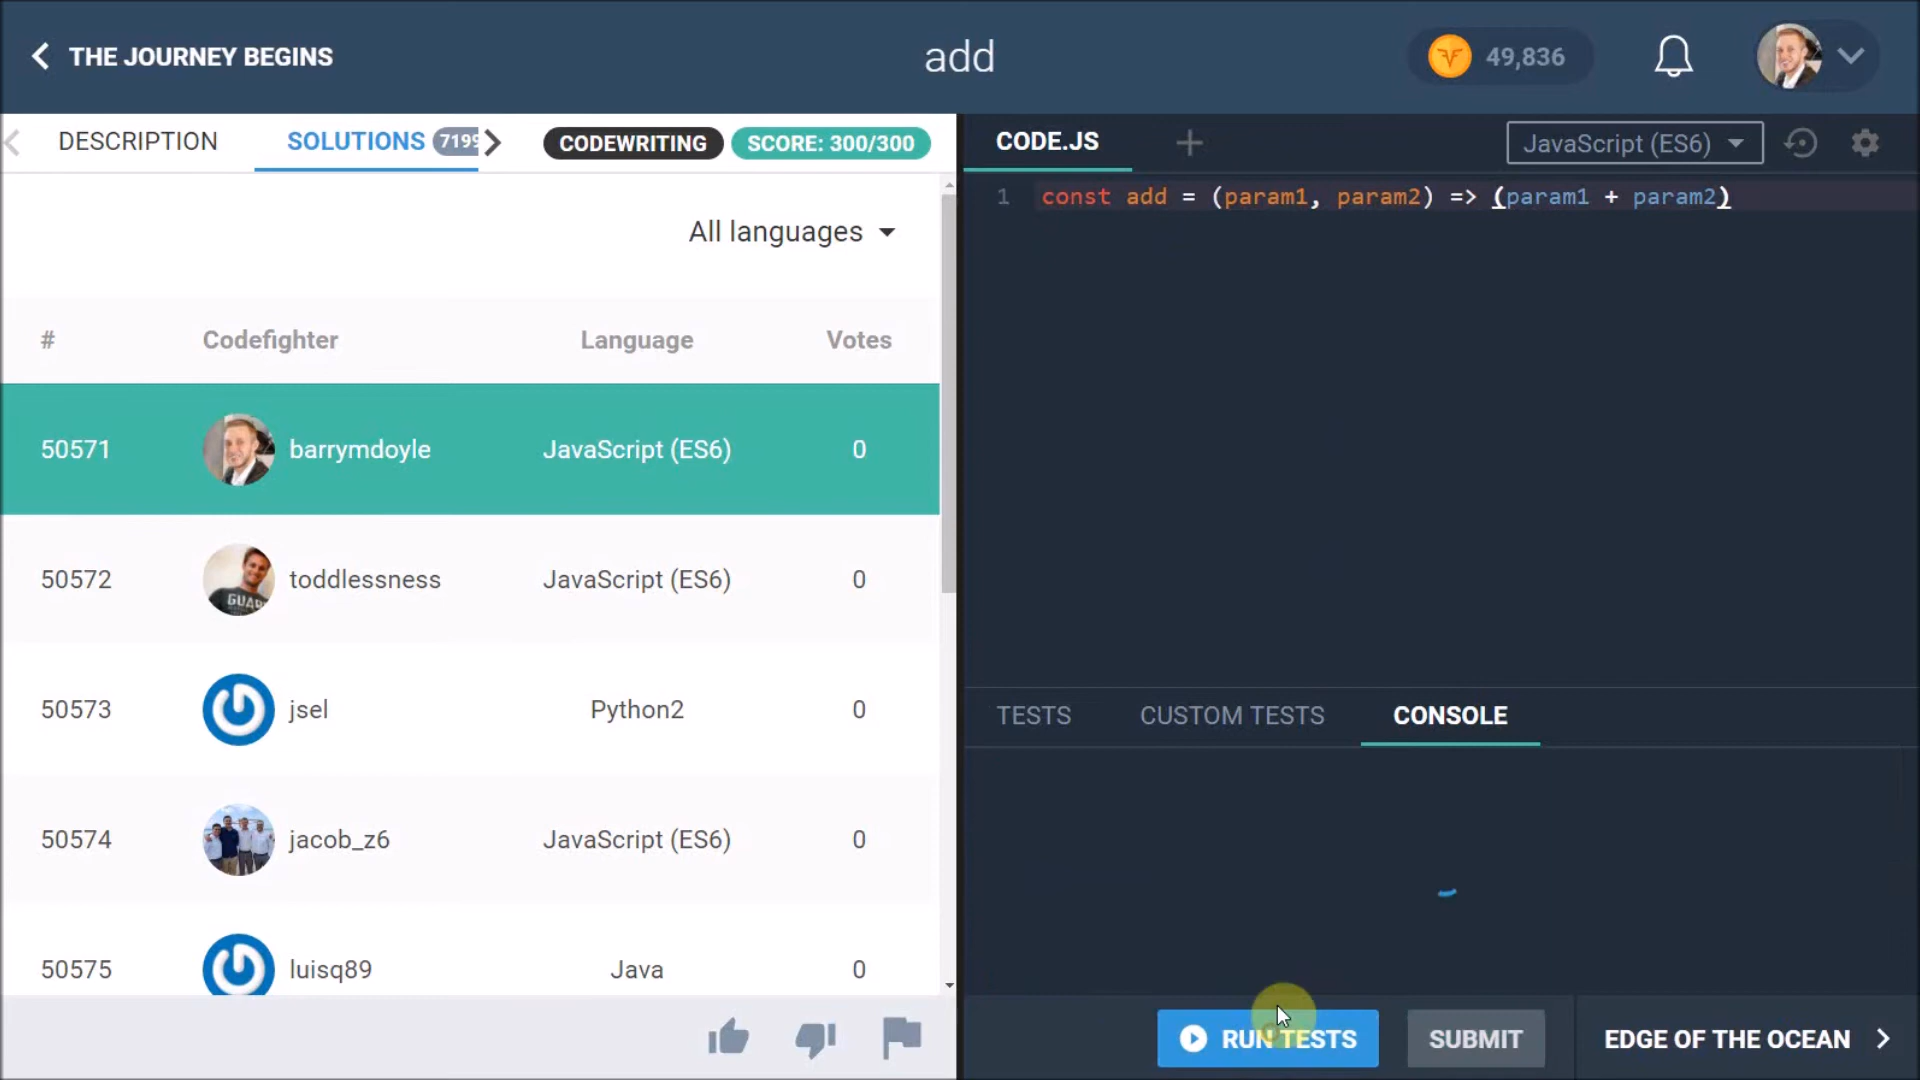 THE JOURNEY BEGINS
add
49,836
DESCRIPTION
SOLUTIONS 7199
CODEWRITING
SCORE: 300/300
All languages
# Codefighter Language Votes
50571 barrymdoyle JavaScript (ES6) 0
50572 toddlessness JavaScript (ES6) 0
50573 jsel Python2 0
50574 jacob_z6 JavaScript (ES6) 0
50575 luisq89 Java 0
CODE.JS
JavaScript (ES6)
1 const add = (param1, param2) => (param1 + param2)
TESTS CUSTOM TESTS CONSOLE
RUN TESTS SUBMIT EDGE OF THE OCEAN